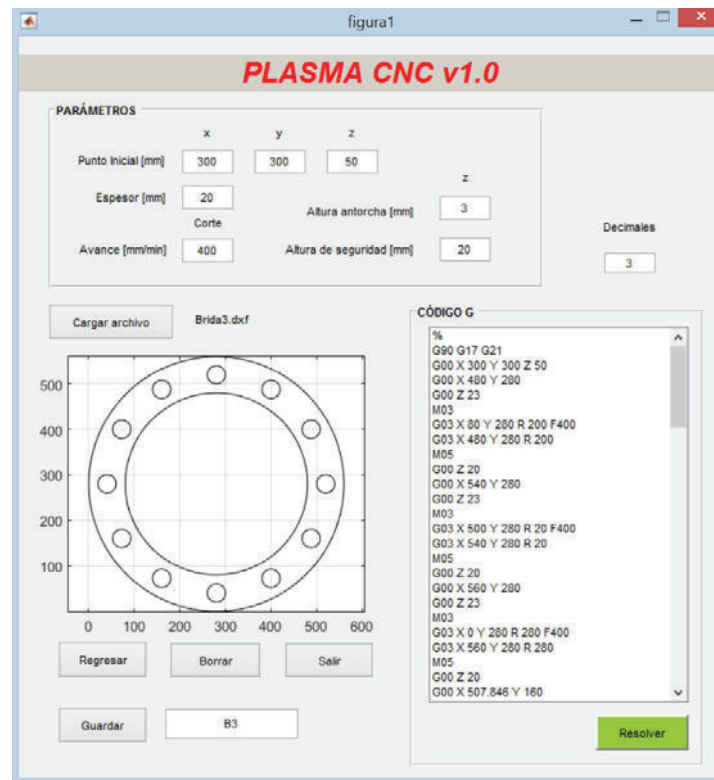 figura1
PLASMA CNC v1.0
PARÁMETROS
x y z
Punto Inicial [mm] 300 300 50
z
Espesor [mm] 20
Altura antorcha [mm] 3
Corte
Avance [mm/min] 400 Altura de seguridad [mm] 20
Decimales
3
Cargar archivo Brida3.dxf
500
400
300
200
100
0 100 200 300 400 500 600
Regresar Borrar Salir
Guardar B3
CÓDIGO G
%
G90 G17 G21
G00 X 300 Y 300 Z 50
G00 X 480 Y 280
G00 Z 23
M03
G03 X 80 Y 280 R 200 F400
G03 X 480 Y 280 R 200
M05
G00 Z 20
G00 X 540 Y 280
G00 Z 23
M03
G03 X 500 Y 280 R 20 F400
G03 X 540 Y 280 R 20
M05
G00 Z 20
G00 X 560 Y 280
G00 Z 23
M03
G03 X 0 Y 280 R 280 F400
G03 X 560 Y 280 R 280
M05
G00 Z 20
G00 X 507.846 Y 160
Resolver